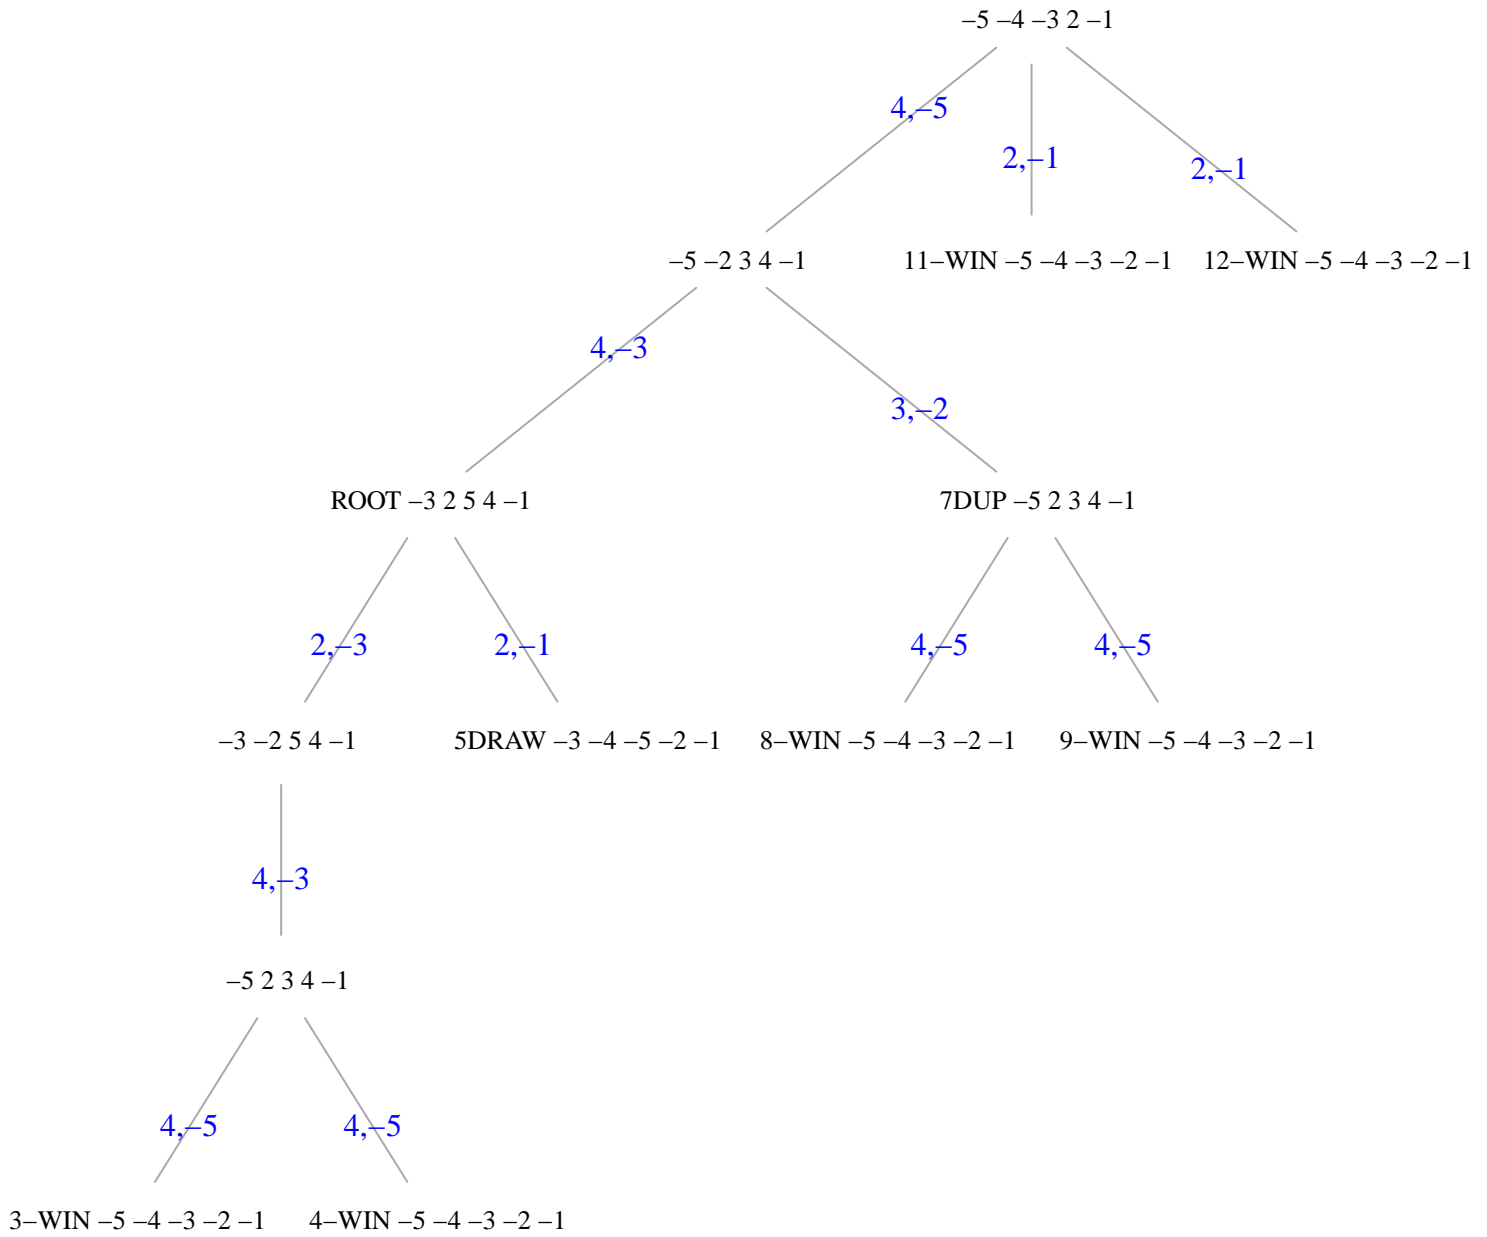 –5 –4 –3 2 –1
4,–5
2,–1
2,–1
–5 –2 3 4 –1
11–WIN –5 –4 –3 –2 –1
12–WIN –5 –4 –3 –2 –1
4,–3
3,–2
ROOT –3 2 5 4 –1
7DUP –5 2 3 4 –1
2,–3
2,–1
4,–5
4,–5
–3 –2 5 4 –1
5DRAW –3 –4 –5 –2 –1
8–WIN –5 –4 –3 –2 –1
9–WIN –5 –4 –3 –2 –1
4,–3
–5 2 3 4 –1
4,–5
4,–5
3–WIN –5 –4 –3 –2 –1
4–WIN –5 –4 –3 –2 –1